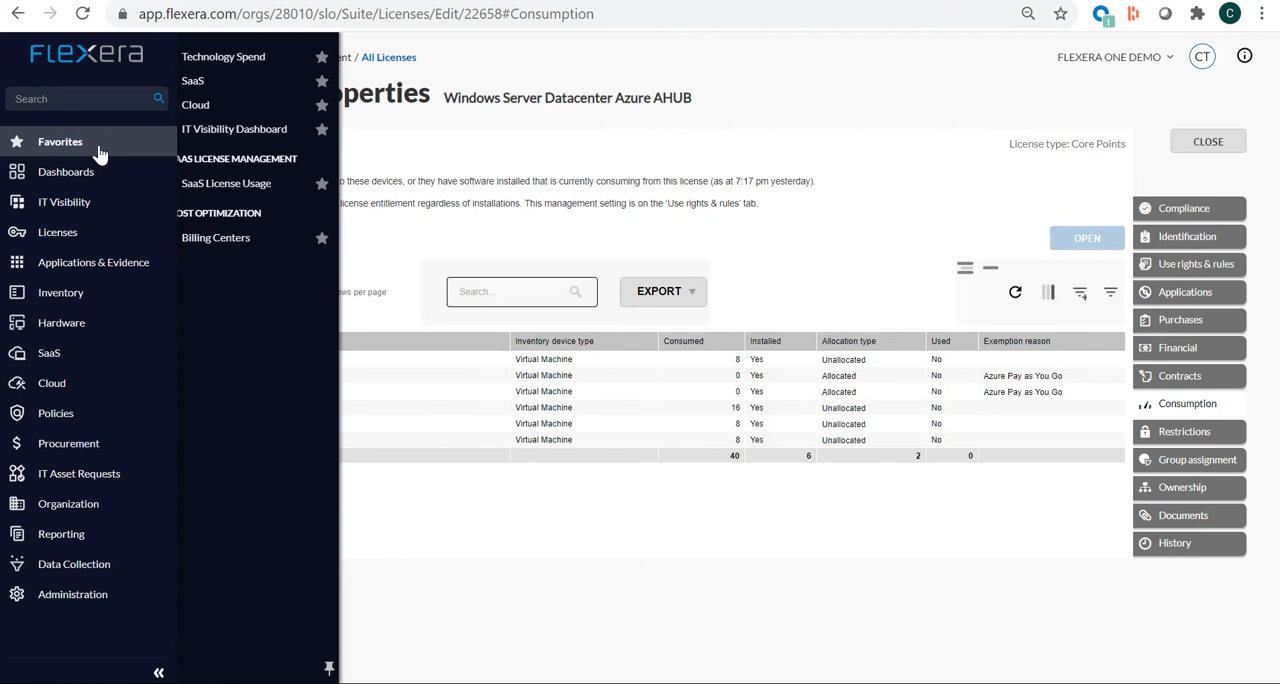 app.flexera.com/orgs/28010/slo/Suite/Licenses/Edit/22658#Consumption
C
FLEXERA
Search
Favorites
Dashboards
IT Visibility
Licenses
Applications & Evidence
Inventory
Hardware
SaaS
Cloud
Policies
Procurement
IT Asset Requests
Organization
Reporting
Data Collection
Administration
Technology Spend
SaaS
Cloud
IT Visibility Dashboard
AAS LICENSE MANAGEMENT
SaaS License Usage
OST OPTIMIZATION
Billing Centers
ent / All Licenses
FLEXERA ONE DEMO
CT
operties Windows Server Datacenter Azure AHUB
License type: Core Points
CLOSE
o these devices, or they have software installed that is currently consuming from this license (as at 7:17 pm yesterday).
license entitlement regardless of installations. This management setting is on the 'Use rights & rules' tab.
OPEN
ws per page
Search...
EXPORT
Inventory device type Consumed Installed Allocation type Used Exemption reason
Virtual Machine 8 Yes Unallocated No
Virtual Machine 0 Yes Allocated No Azure Pay as You Go
Virtual Machine 0 Yes Allocated No Azure Pay as You Go
Virtual Machine 16 Yes Unallocated No
Virtual Machine 8 Yes Unallocated No
Virtual Machine 8 Yes Unallocated No
40 6 2 0
Compliance
Identification
Use rights & rules
Applications
Purchases
Financial
Contracts
Consumption
Restrictions
Group assignment
Ownership
Documents
History